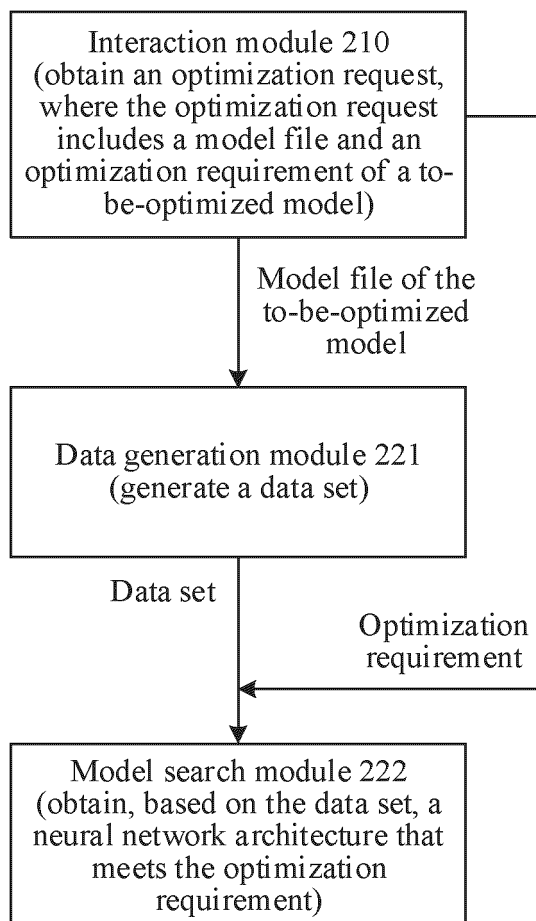 Interaction module 210
(obtain an optimization request,
where the optimization request
includes a model file and an
optimization requirement of a to-
be-optimized model)
Model file of the
to-be-optimized
model
Data generation module 221
(generate a data set)
Data set
Optimization
requirement
Model search module 222
(obtain, based on the data set, a
neural network architecture that
meets the optimization
requirement)